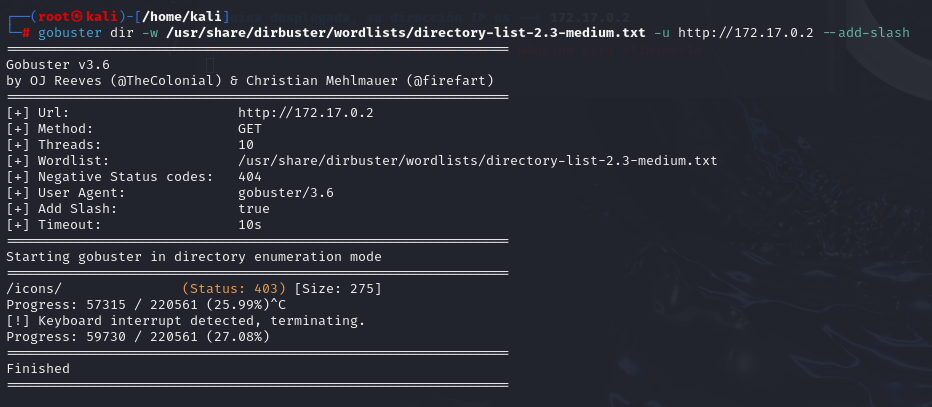 ┌──(root㉿kali)-[/home/kali]
└─# gobuster dir -w /usr/share/dirbuster/wordlists/directory-list-2.3-medium.txt -u http://172.17.0.2 --add-slash
===============================================================
Gobuster v3.6
by OJ Reeves (@TheColonial) & Christian Mehlmauer (@firefart)
===============================================================
[+] Url:                     http://172.17.0.2
[+] Method:                  GET
[+] Threads:                 10
[+] Wordlist:                /usr/share/dirbuster/wordlists/directory-list-2.3-medium.txt
[+] Negative Status codes:   404
[+] User Agent:              gobuster/3.6
[+] Add Slash:               true
[+] Timeout:                 10s
===============================================================
Starting gobuster in directory enumeration mode
===============================================================
/icons/               (Status: 403) [Size: 275]
Progress: 57315 / 220561 (25.99%)^C
[!] Keyboard interrupt detected, terminating.
Progress: 59730 / 220561 (27.08%)
===============================================================
Finished
===============================================================